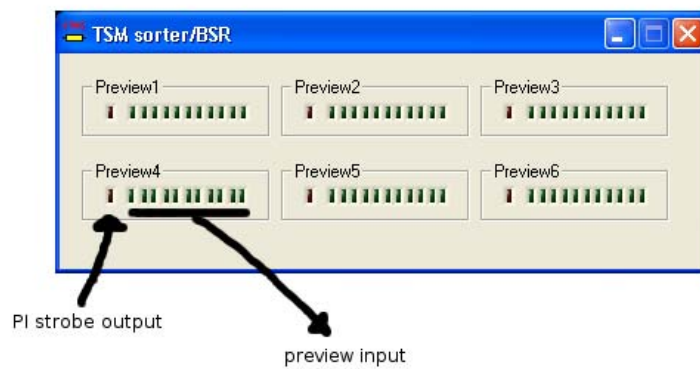 TSM sorter/BSR
Preview1 Preview2 Preview3
Preview4 Preview5 Preview6
PI strobe output
preview input